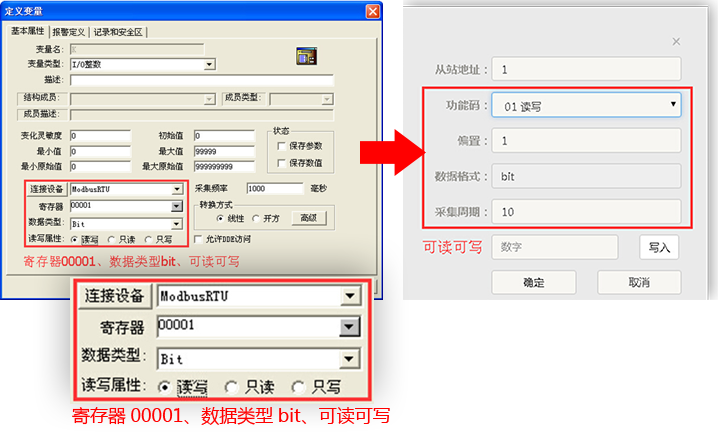 定义变量
基本属性 报警定义 记录和安全区
变量名: X
变量类型: I/O整数
描述:
结构成员: 成员类型:
成员描述:
变化灵敏度 0 初始值 0 状态
最小值 0 最大值 99999 保存参数
最小原始值 0 最大原始值 999999999 保存数值
连接设备 ModbusRTU 采集频率 1000 毫秒
寄存器 00001 转换方式
数据类型: Bit 线性 开方 高级
读写属性: 读写 只读 只写 允许DDE访问
寄存器00001、数据类型bit、可读可写
连接设备 ModbusRTU
寄存器 00001
数据类型: Bit
读写属性: 读写 只读 只写
寄存器 00001、数据类型 bit、可读可写
从站地址: 1
功能码: 01 读写
偏置: 1
数据格式: bit
采集周期: 10
可读可写 数字 写入
确定 取消